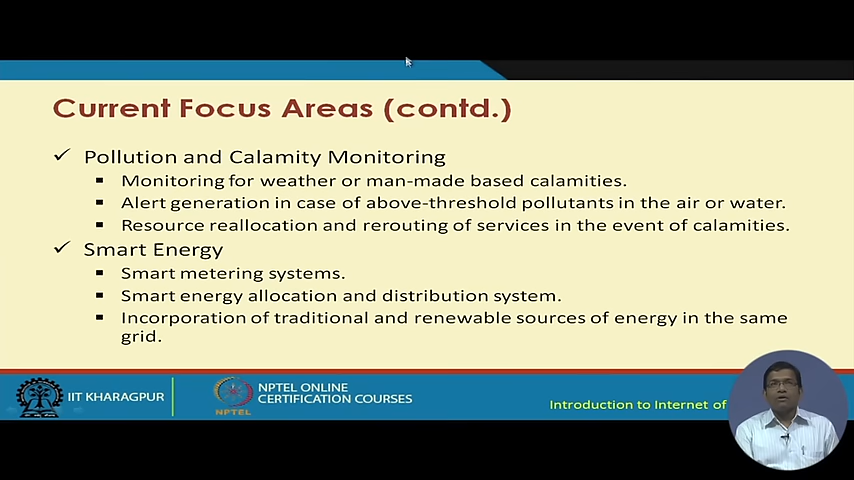 Current Focus Areas (contd.)
✓ Pollution and Calamity Monitoring
▪ Monitoring for weather or man-made based calamities.
▪ Alert generation in case of above-threshold pollutants in the air or water.
▪ Resource reallocation and rerouting of services in the event of calamities.
✓ Smart Energy
▪ Smart metering systems.
▪ Smart energy allocation and distribution system.
▪ Incorporation of traditional and renewable sources of energy in the same
grid.
IIT KHARAGPUR
NPTEL
NPTEL ONLINE
CERTIFICATION COURSES
Introduction to Internet of